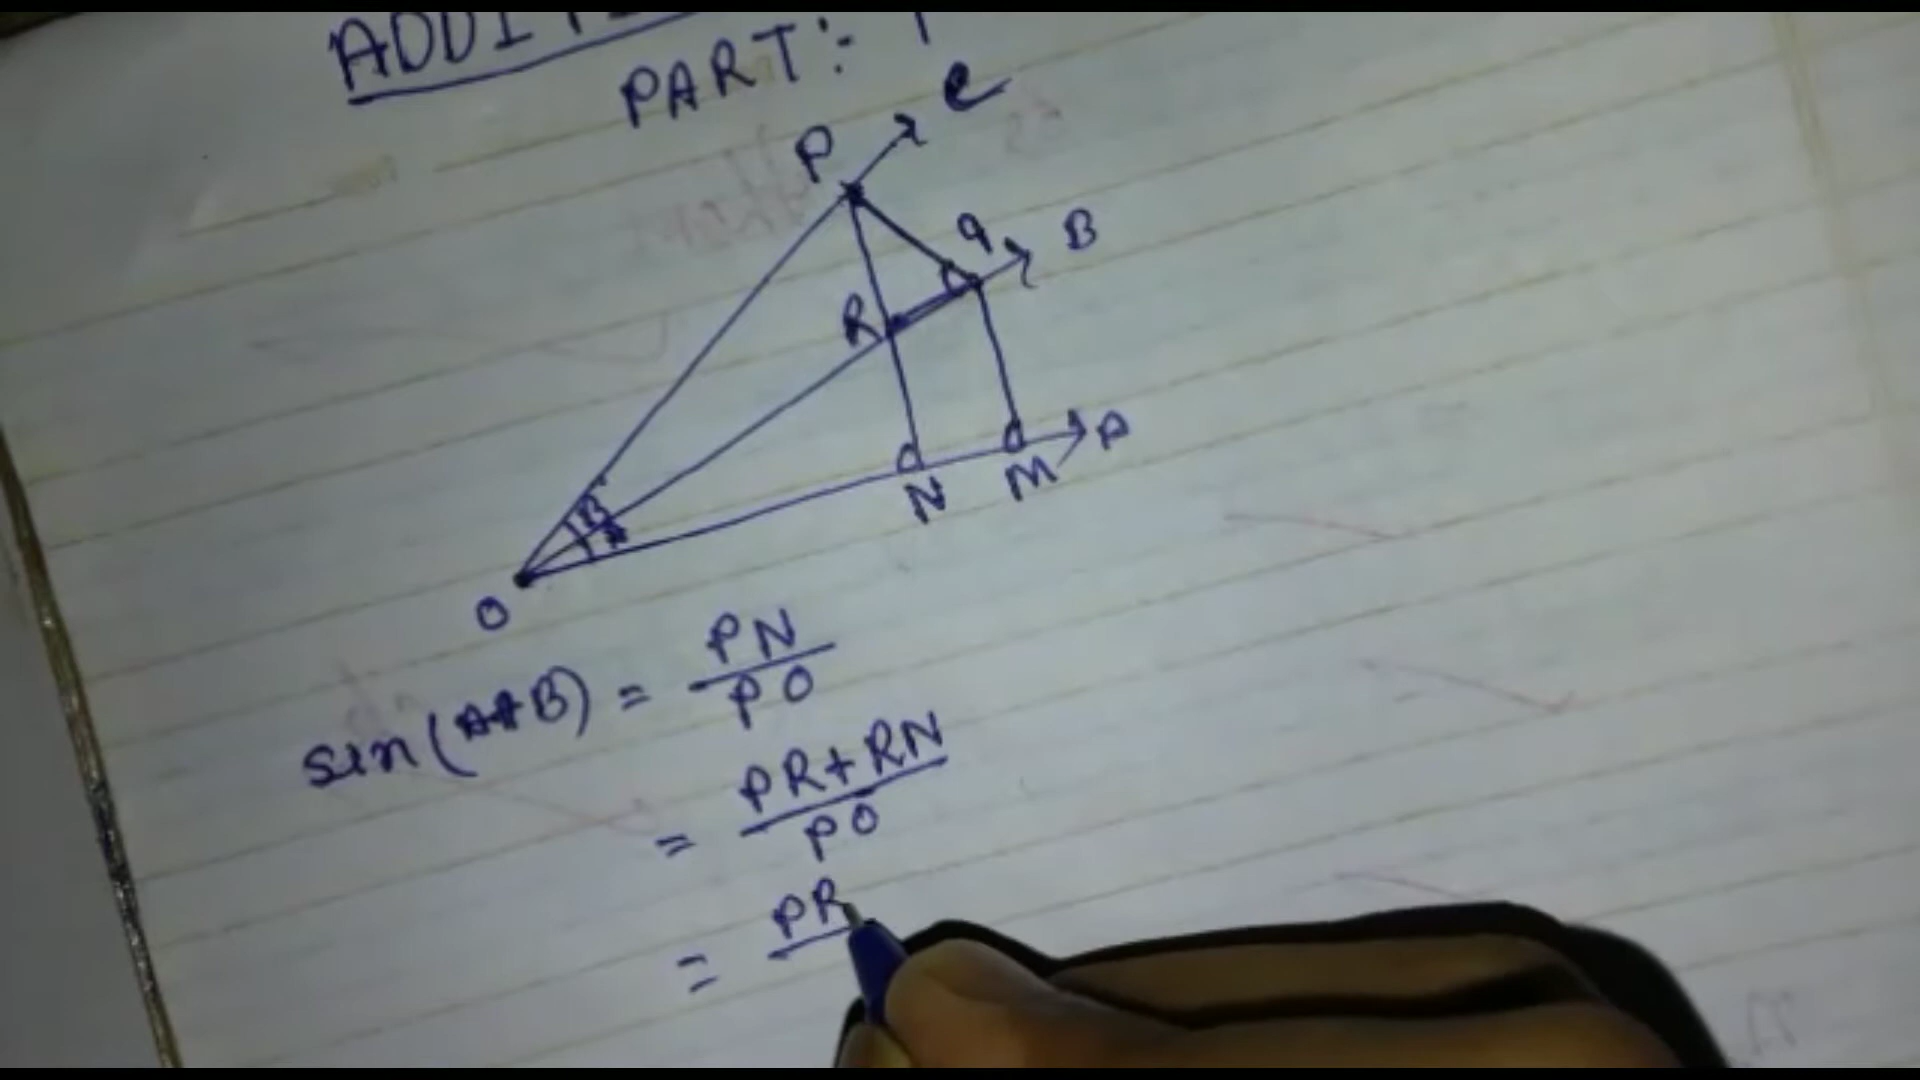 PART:-
P
C
Q
B
R
A
N
M
B
A
O
sin(A+B) = PN/PO
= PR+RN/PO
= PR